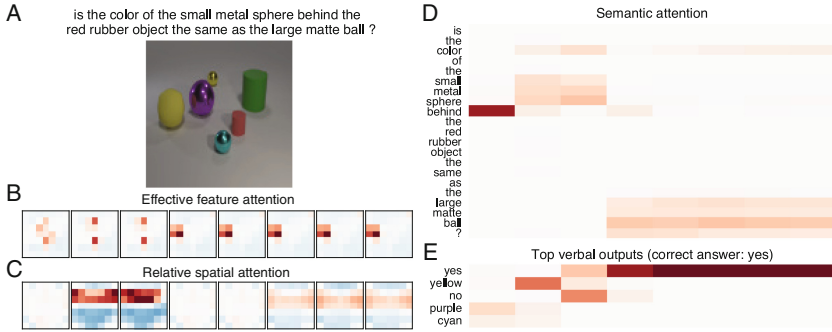 A
is the color of the small metal sphere behind the
red rubber object the same as the large matte ball ?
B
Effective feature attention
C
Relative spatial attention
D
Semantic attention
is
the
color
of
the
small
metal
sphere
behind
the
red
rubber
object
the
same
as
the
large
matte
ball
?
E
Top verbal outputs (correct answer: yes)
yes
yellow
no
purple
cyan